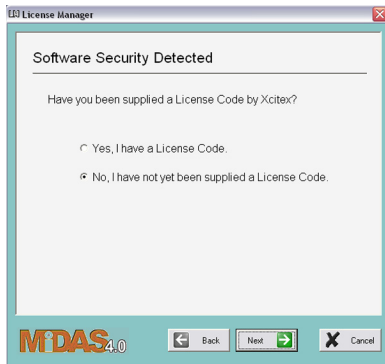 License Manager
Software Security Detected
Have you been supplied a License Code by Xcitex?
Yes, I have a License Code.
No, I have not yet been supplied a License Code.
MiDAS 4.0
Back
Next
Cancel